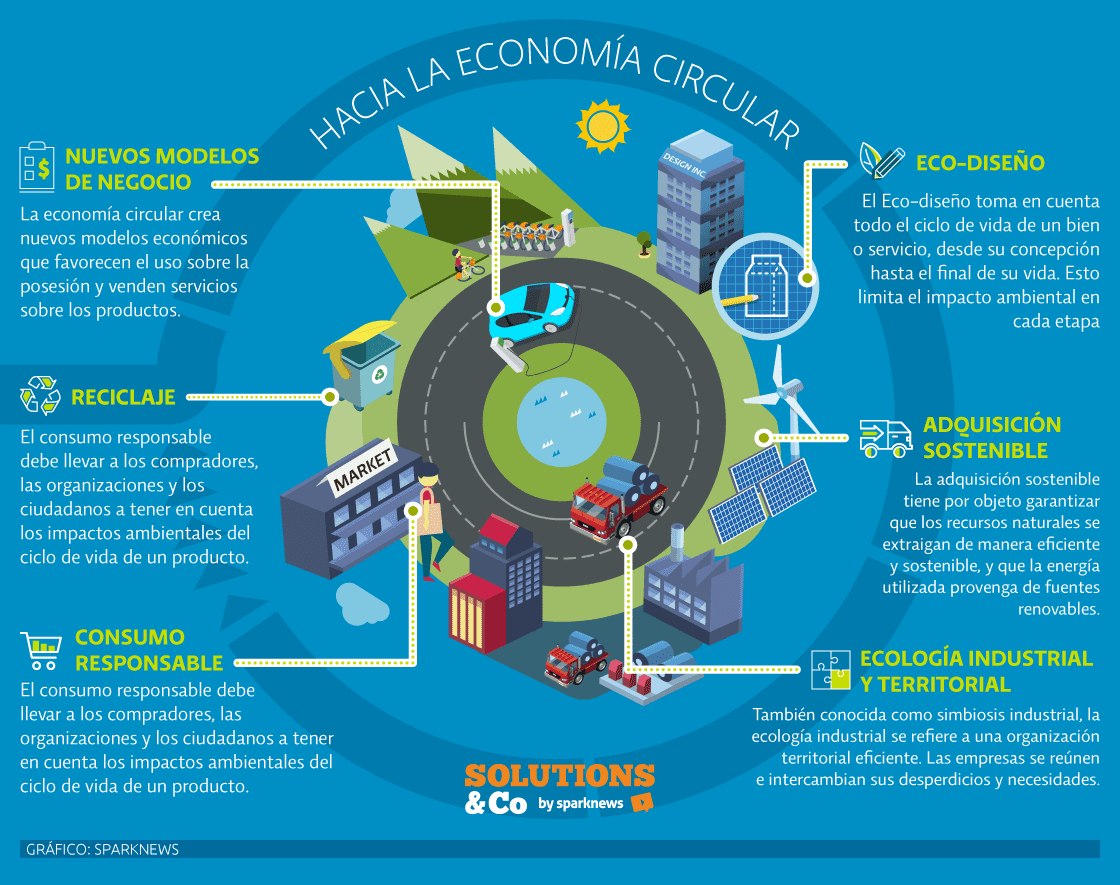 HACIA LA ECONOMÍA CIRCULAR
NUEVOS MODELOS
DE NEGOCIO
La economía circular crea
nuevos modelos económicos
que favorecen el uso sobre la
posesión y venden servicios
sobre los productos.
RECICLAJE
El consumo responsable
debe llevar a los compradores,
las organizaciones y los
ciudadanos a tener en cuenta
los impactos ambientales del
ciclo de vida de un producto.
CONSUMO
RESPONSABLE
El consumo responsable debe
llevar a los compradores, las
organizaciones y los ciudadanos a tener
en cuenta los impactos ambientales del
ciclo de vida de un producto.
DESIGN INC.
MARKET
ECO-DISEÑO
El Eco-diseño toma en cuenta
todo el ciclo de vida de un bien
o servicio, desde su concepción
hasta el final de su vida. Esto
limita el impacto ambiental en
cada etapa
ADQUISICIÓN
SOSTENIBLE
La adquisición sostenible
tiene por objeto garantizar
que los recursos naturales se
extraigan de manera eficiente
y sostenible, y que la energía
utilizada provenga de fuentes
renovables.
ECOLOGÍA INDUSTRIAL
Y TERRITORIAL
También conocida como simbiosis industrial, la
ecología industrial se refiere a una organización
territorial eficiente. Las empresas se reúnen
e intercambian sus desperdicios y necesidades.
SOLUTIONS
&Co by sparknews
GRÁFICO: SPARKNEWS